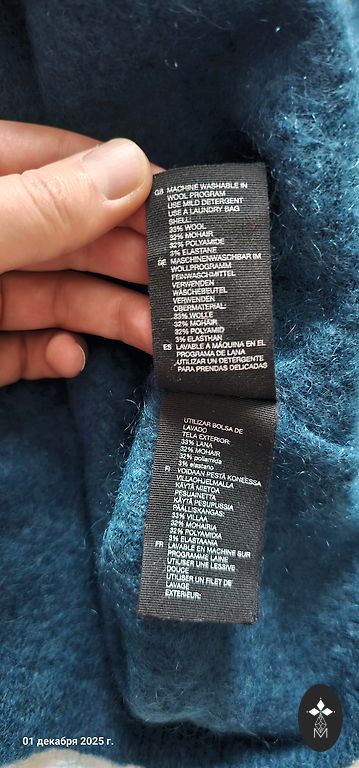 GB MACHINE WASHABLE IN
WOOL PROGRAM
USE MILD DETERGENT
USE A LAUNDRY BAG
SHELL:
33% WOOL
32% MOHAIR
32% POLYAMIDE
3% ELASTANE
DE MASCHINENWASCHBAR IM
WOLLPROGRAMM
FEINWASCHMITTEL
VERWENDEN
WÄSCHEBEUTEL
VERWENDEN
OBERMATERIAL:
33% WOLLE
32% MOHAIR
32% POLYAMID
3% ELASTHAN
ES LAVABLE A MÁQUINA EN EL
PROGRAMA DE LANA
UTILIZAR UN DETERGENTE
PARA PRENDAS DELICADAS
UTILIZAR BOLSA DE
LAVADO
TELA EXTERIOR:
33% LANA
32% MOHAIR
32% poliamida
3% elastano
FI VOIDAAN PESTÄ KONEESSA
VILLAOHJELMALLA
KÄYTÄ MIETOA
PESUAINETTA
KÄYTÄ PESUPUSSIA
PÄÄLLISKANGAS:
33% VILLAA
32% MOHAIRIA
32% POLYAMIDIA
3% ELASTAANIA
FR LAVABLE EN MACHINE SUR
PROGRAMME LAINE
UTILISER UNE LESSIVE
DOUCE
UTILISER UN FILET DE
LAVAGE
EXTÉRIEUR:
01 декабря 2025 г.
M